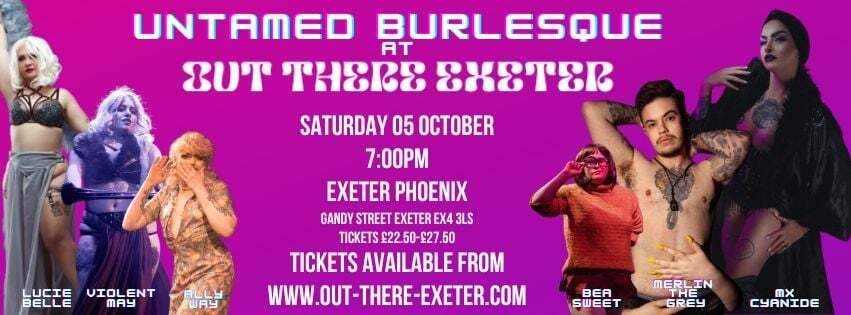 UNTAMED BURLESQUE
AT
OUT THERE EXETER
SATURDAY 05 OCTOBER
7:00PM
EXETER PHOENIX
GANDY STREET EXETER EX4 3LS
TICKETS £22.50-£27.50
TICKETS AVAILABLE FROM
WWW.OUT-THERE-EXETER.COM
LUCIE
BELLE
VIOLENT
MAY
ALLY
WAY
BEA
SWEET
MERLIN
THE
GREY
MX
CYANIDE